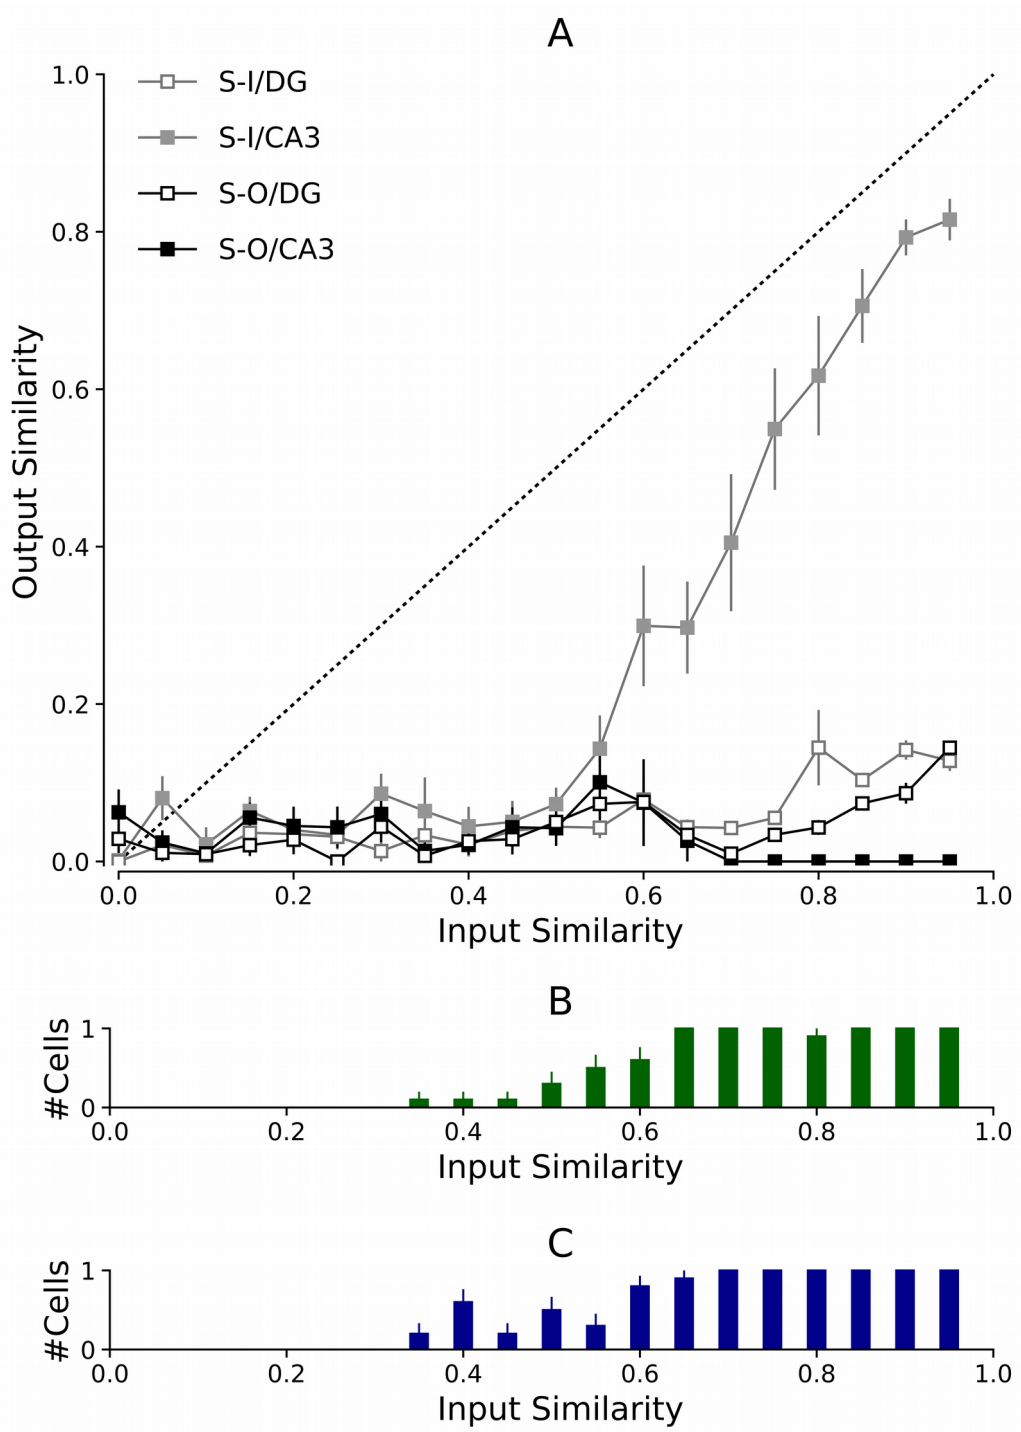 A
S-I/DG
S-I/CA3
S-O/DG
S-O/CA3
1.0
0.8
0.6
0.4
0.2
0.0
Output Similarity
0.0 0.2 0.4 0.6 0.8 1.0
Input Similarity
B
#Cells
1
0
0.0 0.2 0.4 0.6 0.8 1.0
Input Similarity
C
#Cells
1
0
0.0 0.2 0.4 0.6 0.8 1.0
Input Similarity